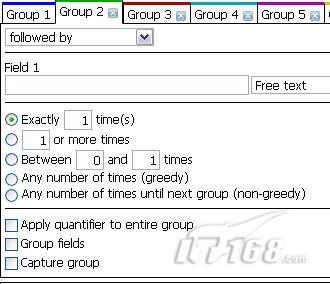 Group 1 Group 2 Group 3 Group 4 Group 5
followed by
Field 1
Free text
Exactly 1 time(s)
1 or more times
Between 0 and 1 times
Any number of times (greedy)
Any number of times until next group (non-greedy)
Apply quantifier to entire group
Group fields
Capture group
IT168.com